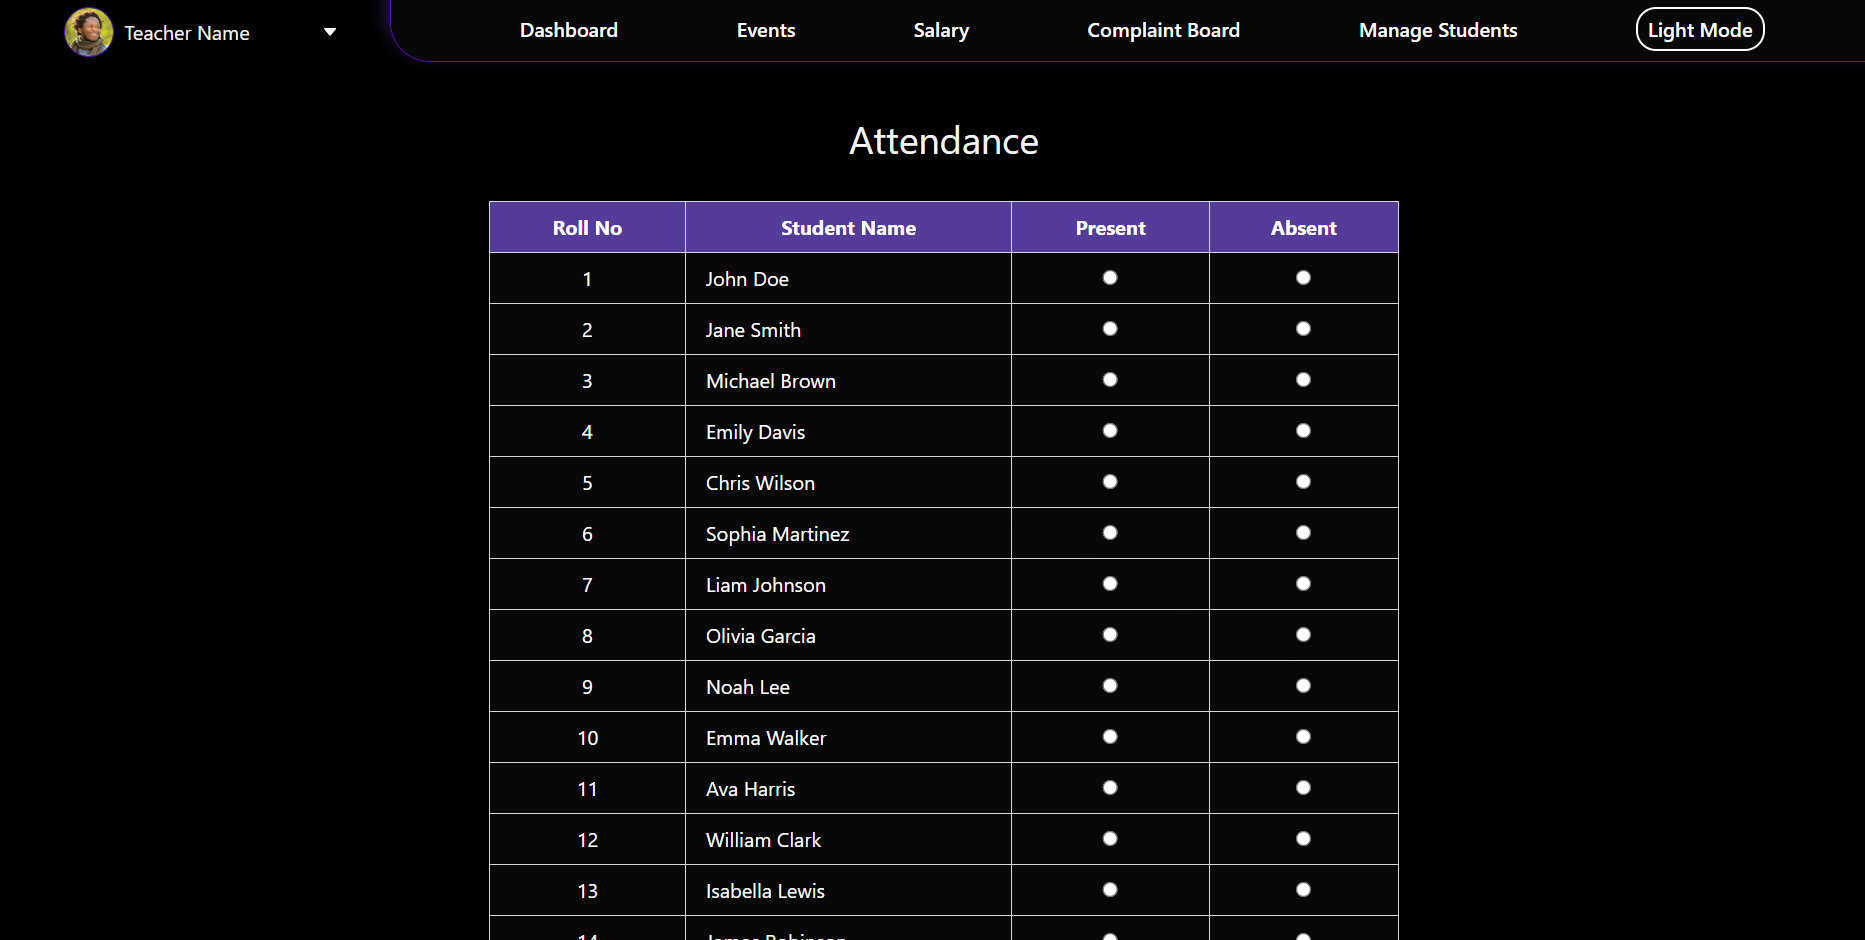 Teacher Name
Dashboard Events Salary Complaint Board Manage Students Light Mode
Attendance
Roll No Student Name Present Absent
1 John Doe
2 Jane Smith
3 Michael Brown
4 Emily Davis
5 Chris Wilson
6 Sophia Martinez
7 Liam Johnson
8 Olivia Garcia
9 Noah Lee
10 Emma Walker
11 Ava Harris
12 William Clark
13 Isabella Lewis
14 James Robinson